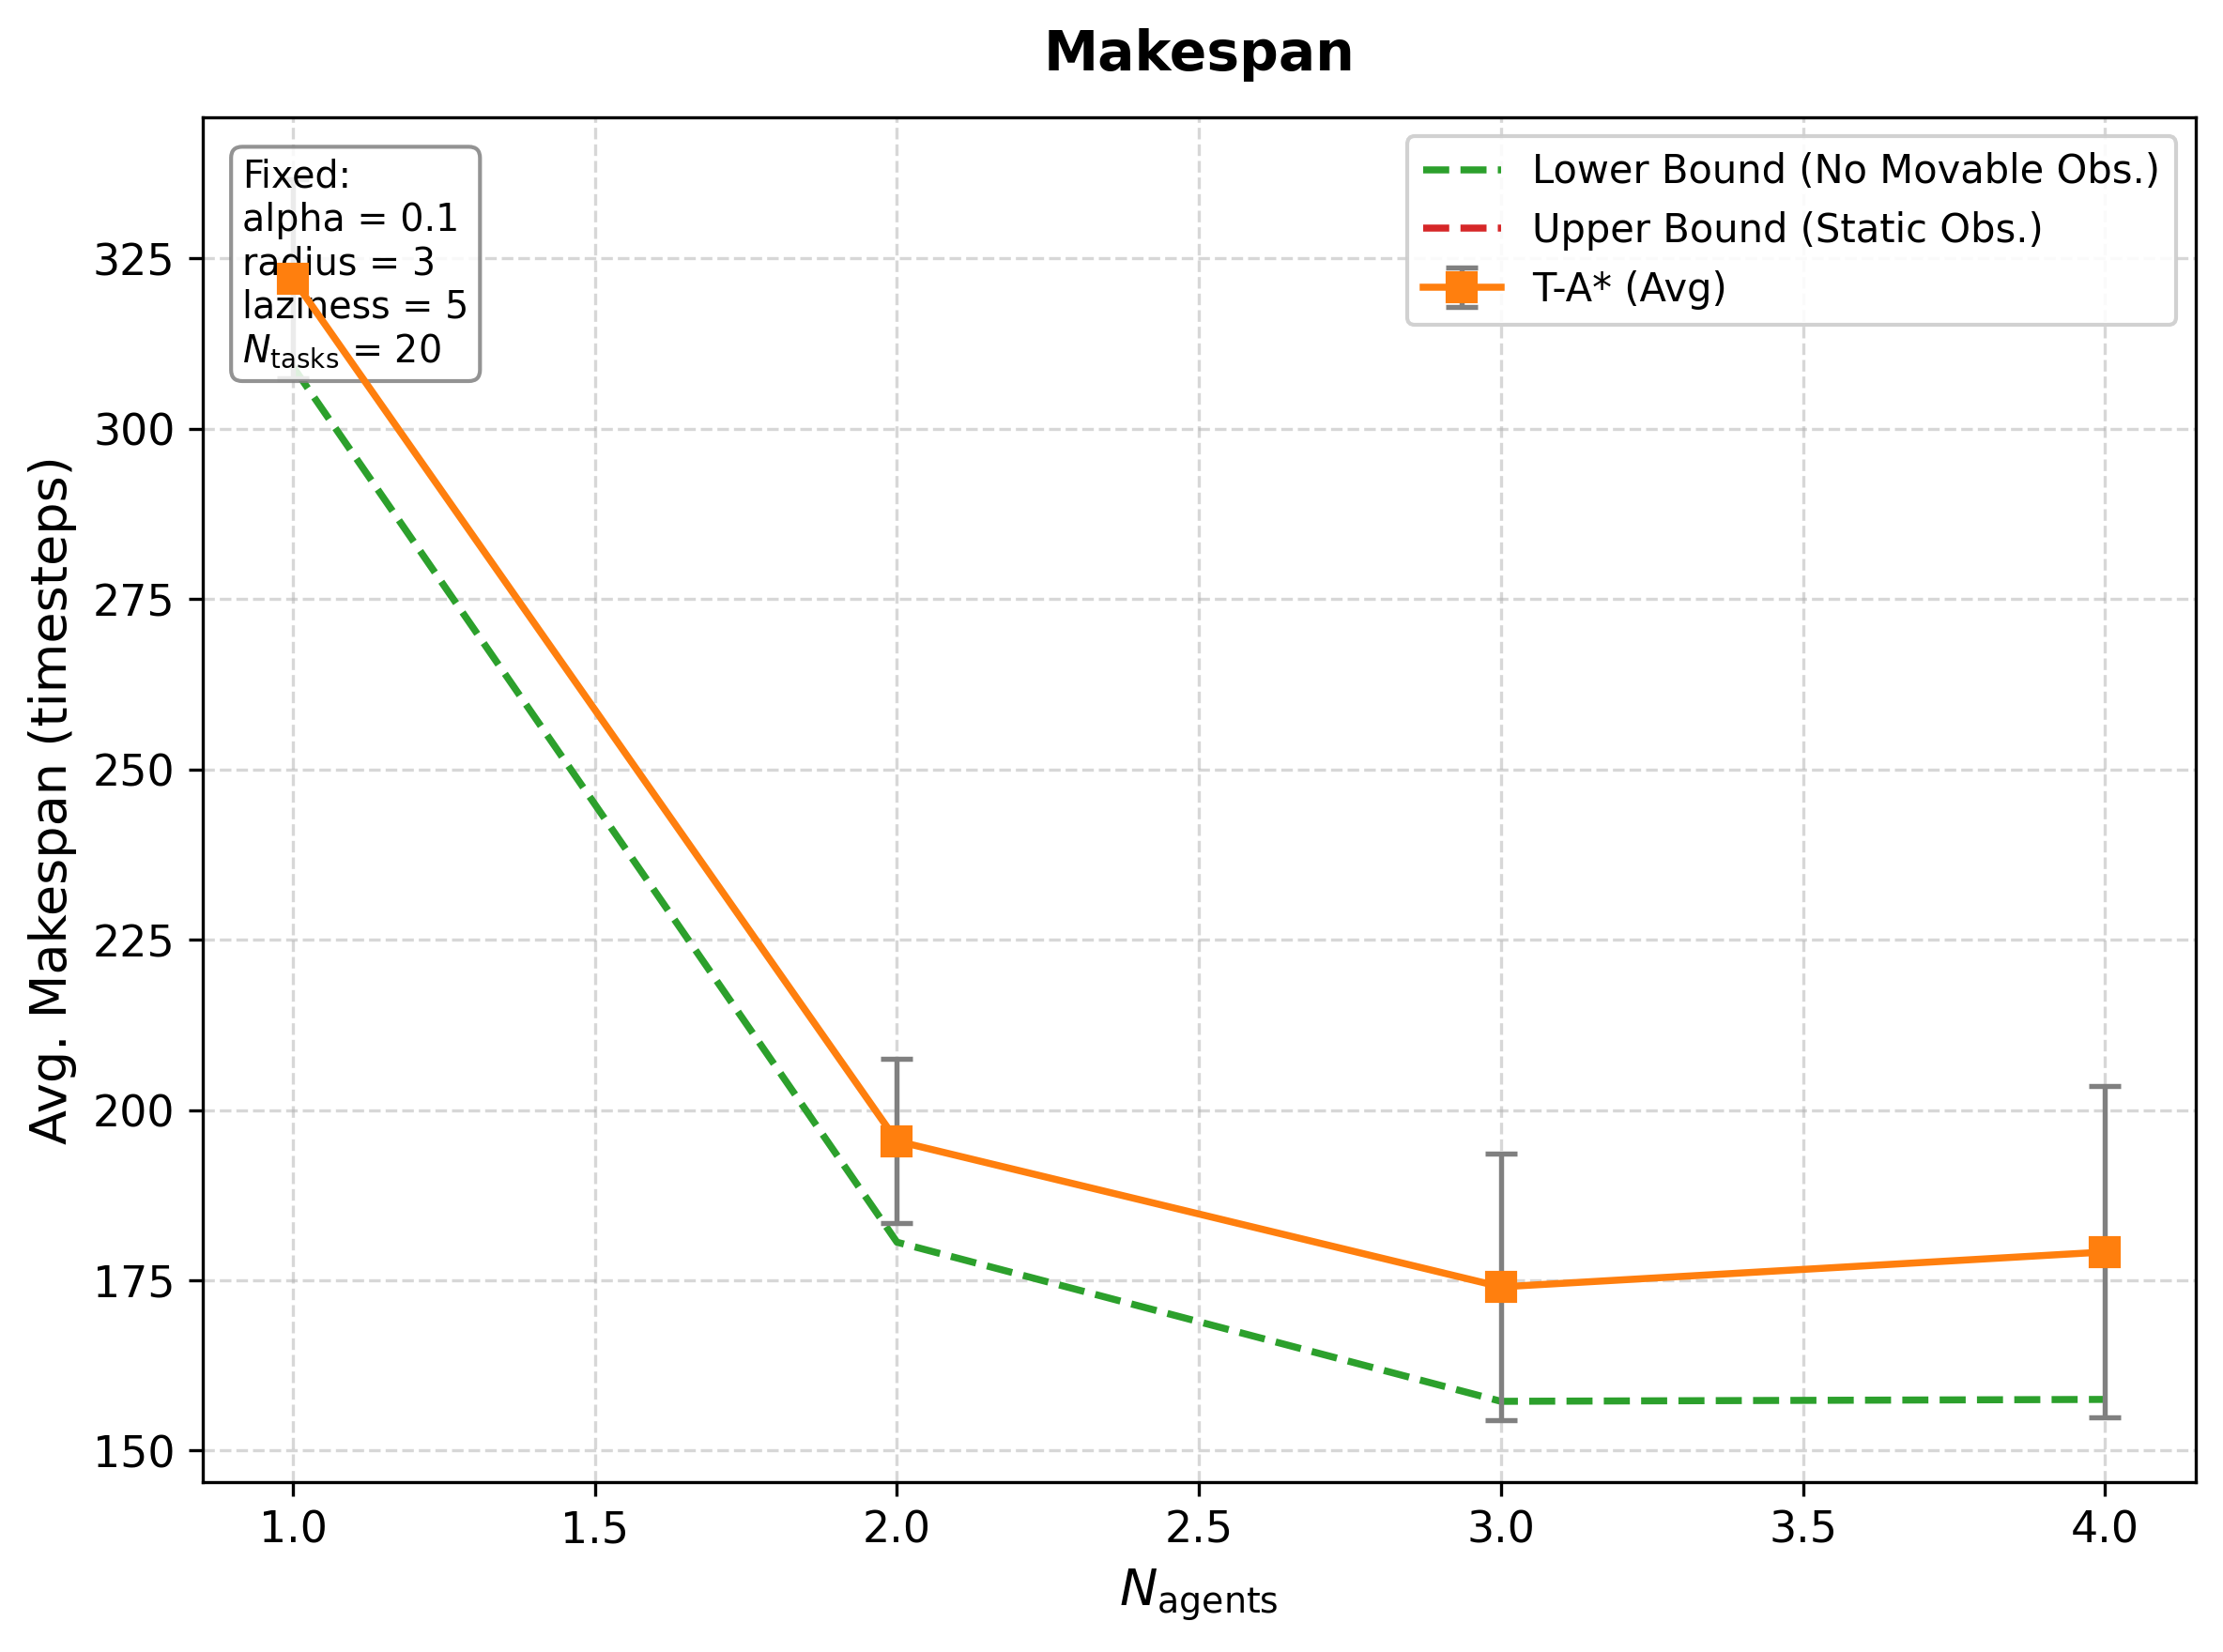 Makespan
Fixed:
alpha = 0.1
radius = 3
laziness = 5
N_tasks = 20
Lower Bound (No Movable Obs.)
Upper Bound (Static Obs.)
T-A* (Avg)
Avg. Makespan (timesteps)
325
300
275
250
225
200
175
150
1.0 1.5 2.0 2.5 3.0 3.5 4.0
N_agents